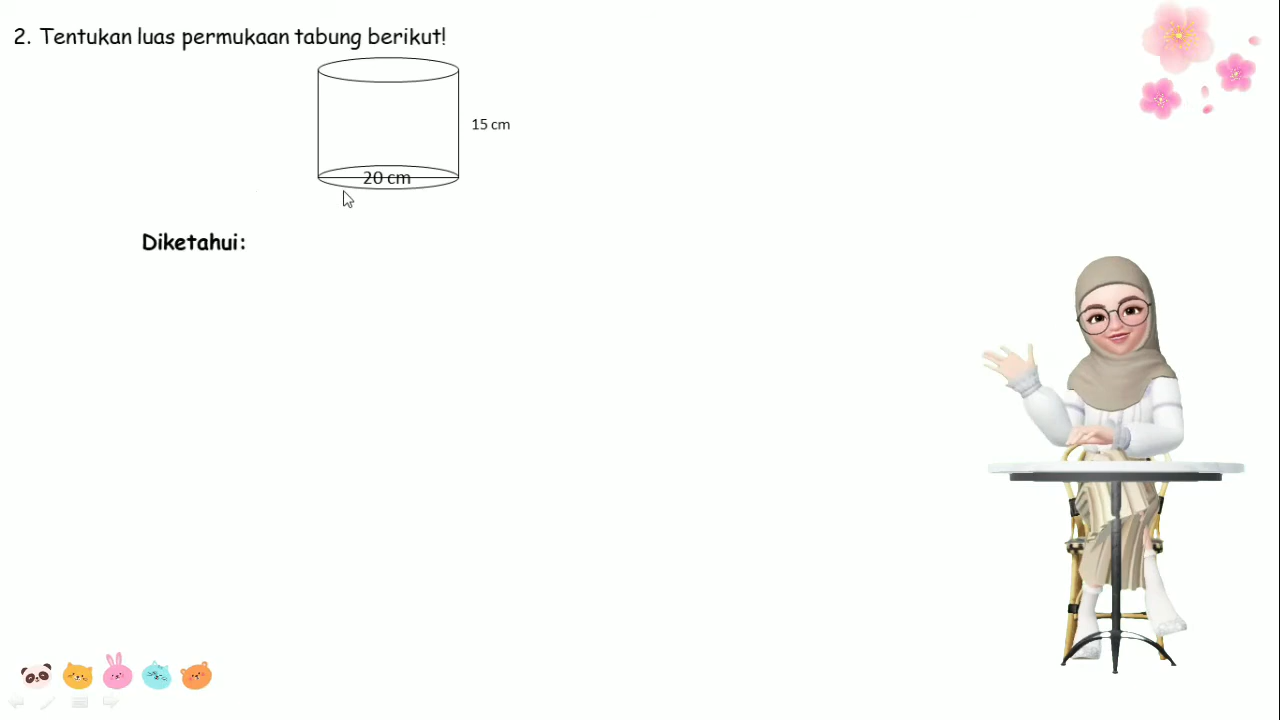 2. Tentukan luas permukaan tabung berikut!
15 cm
20 cm
Diketahui: